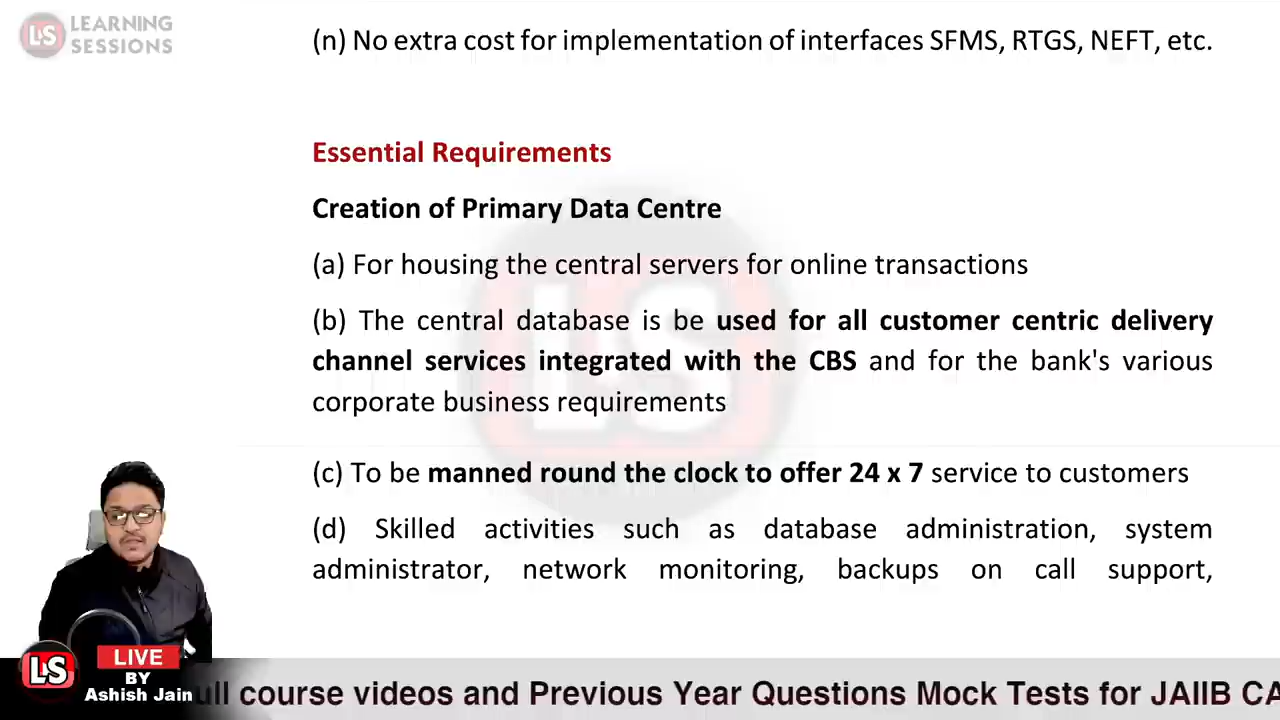 LS LEARNING
SESSIONS
(n) No extra cost for implementation of interfaces SFMS, RTGS, NEFT, etc.
Essential Requirements
Creation of Primary Data Centre
(a) For housing the central servers for online transactions
(b) The central database is be used for all customer centric delivery
channel services integrated with the CBS and for the bank's various
corporate business requirements
(c) To be manned round the clock to offer 24 x 7 service to customers
(d) Skilled activities such as database administration, system
administrator, network monitoring, backups on call support,
LS
LS
LIVE
BY
Ashish Jain
ull course videos and Previous Year Questions Mock Tests for JAIIB CA